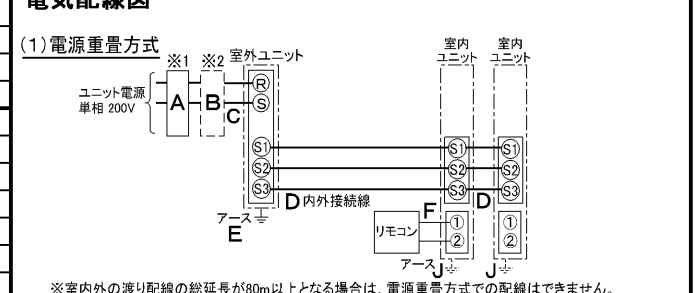 電気配線図
(1)電源重畳方式
※1 ※2 室外ユニット 室内ユニット 室内ユニット
ユニット電源
単相 200V
A B C R S
S1 S1 S1
S2 S2 S2
S3 S3 S3
D 内外接続線 F D
アース
E
リモコン ① ② ① ②
アース J J
※室内外の渡り配線の総延長が80m以上となる場合は、電源重畳方式での配線はできません。